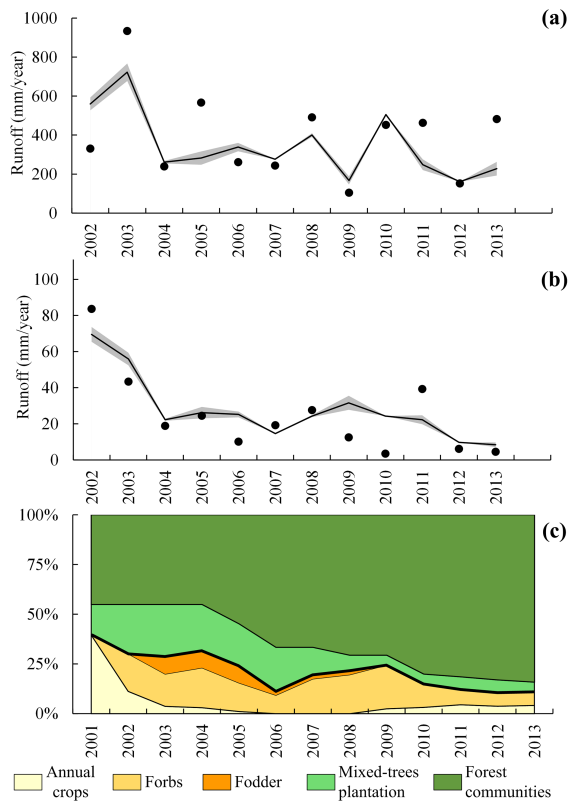 (a)
Runoff (mm/year)
1000
800
600
400
200
0
2002 2003 2004 2005 2006 2007 2008 2009 2010 2011 2012 2013
(b)
Runoff (mm/year)
100
80
60
40
20
0
2002 2003 2004 2005 2006 2007 2008 2009 2010 2011 2012 2013
(c)
100%
75%
50%
25%
0%
2001 2002 2003 2004 2005 2006 2007 2008 2009 2010 2011 2012 2013
Annual
crops
Forbs
Fodder
Mixed-trees
plantation
Forest
communities